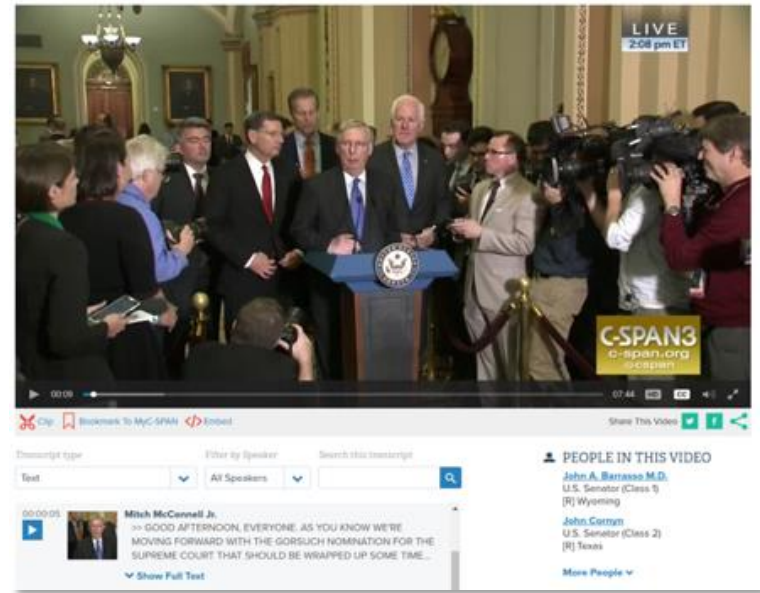 LIVE
2:08 pm ET
C-SPAN3
c-span.org
@cspan
00:09
07:44
HD
CC
Clip
Bookmark To MyC-SPAN
</> Embed
Share This Video
Transcript type
Filter by Speaker
Search this transcript
Text
All Speakers
PEOPLE IN THIS VIDEO
John A. Barrasso M.D.
U.S. Senator (Class 1)
[R] Wyoming
John Cornyn
U.S. Senator (Class 2)
[R] Texas
More People
00:00:05
Mitch McConnell Jr.
>> GOOD AFTERNOON, EVERYONE. AS YOU KNOW WE'RE
MOVING FORWARD WITH THE GORSUCH NOMINATION FOR THE
SUPREME COURT THAT SHOULD BE WRAPPED UP SOME TIME...
Show Full Text